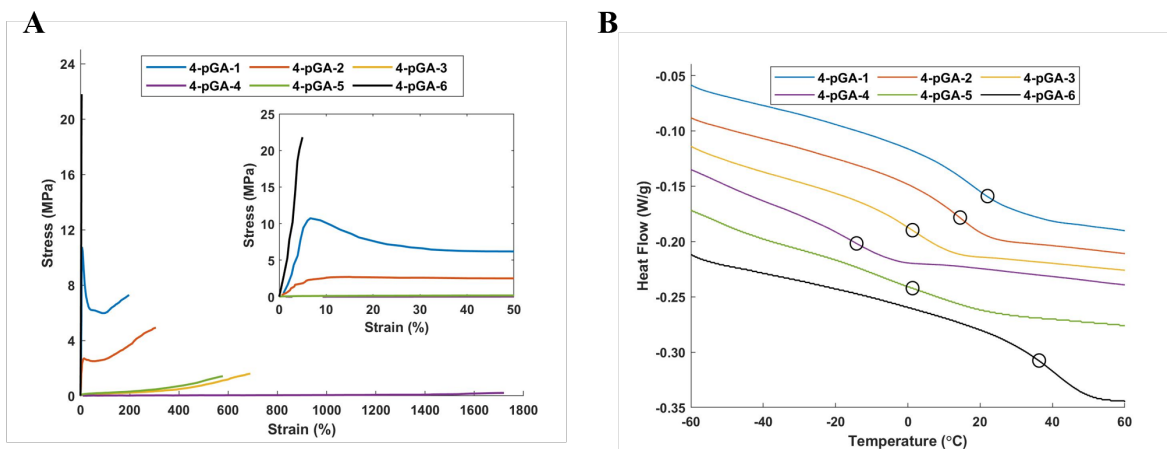 A
B
4-pGA-1 4-pGA-2 4-pGA-3
4-pGA-4 4-pGA-5 4-pGA-6
24
20
16
12
8
4
0
Stress (MPa)
0 200 400 600 800 1000 1200 1400 1600 1800
Strain (%)
25
20
15
10
5
0
Stress (MPa)
0 10 20 30 40 50
Strain (%)
4-pGA-1 4-pGA-2 4-pGA-3
4-pGA-4 4-pGA-5 4-pGA-6
-0.05
-0.10
-0.15
-0.20
-0.25
-0.30
-0.35
Heat Flow (W/g)
-60 -40 -20 0 20 40 60
Temperature (°C)